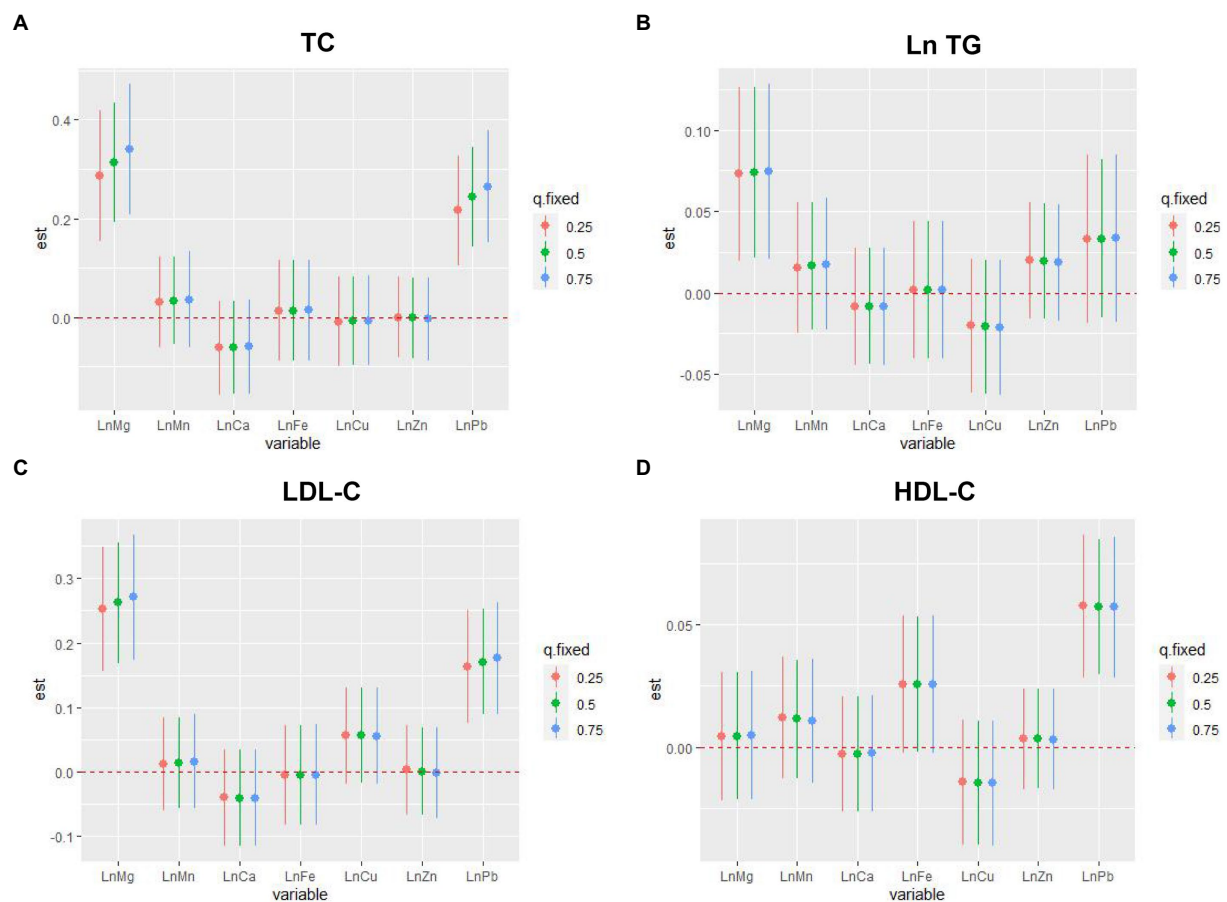 A
TC
est
0.4
0.2
0.0
LnMg LnMn LnCa LnFe LnCu LnZn LnPb
variable
q.fixed
0.25
0.5
0.75
B
Ln TG
est
0.10
0.05
0.00
-0.05
LnMg LnMn LnCa LnFe LnCu LnZn LnPb
variable
q.fixed
0.25
0.5
0.75
C
LDL-C
est
0.3
0.2
0.1
0.0
-0.1
LnMg LnMn LnCa LnFe LnCu LnZn LnPb
variable
q.fixed
0.25
0.5
0.75
D
HDL-C
est
0.05
0.00
LnMg LnMn LnCa LnFe LnCu LnZn LnPb
variable
q.fixed
0.25
0.5
0.75